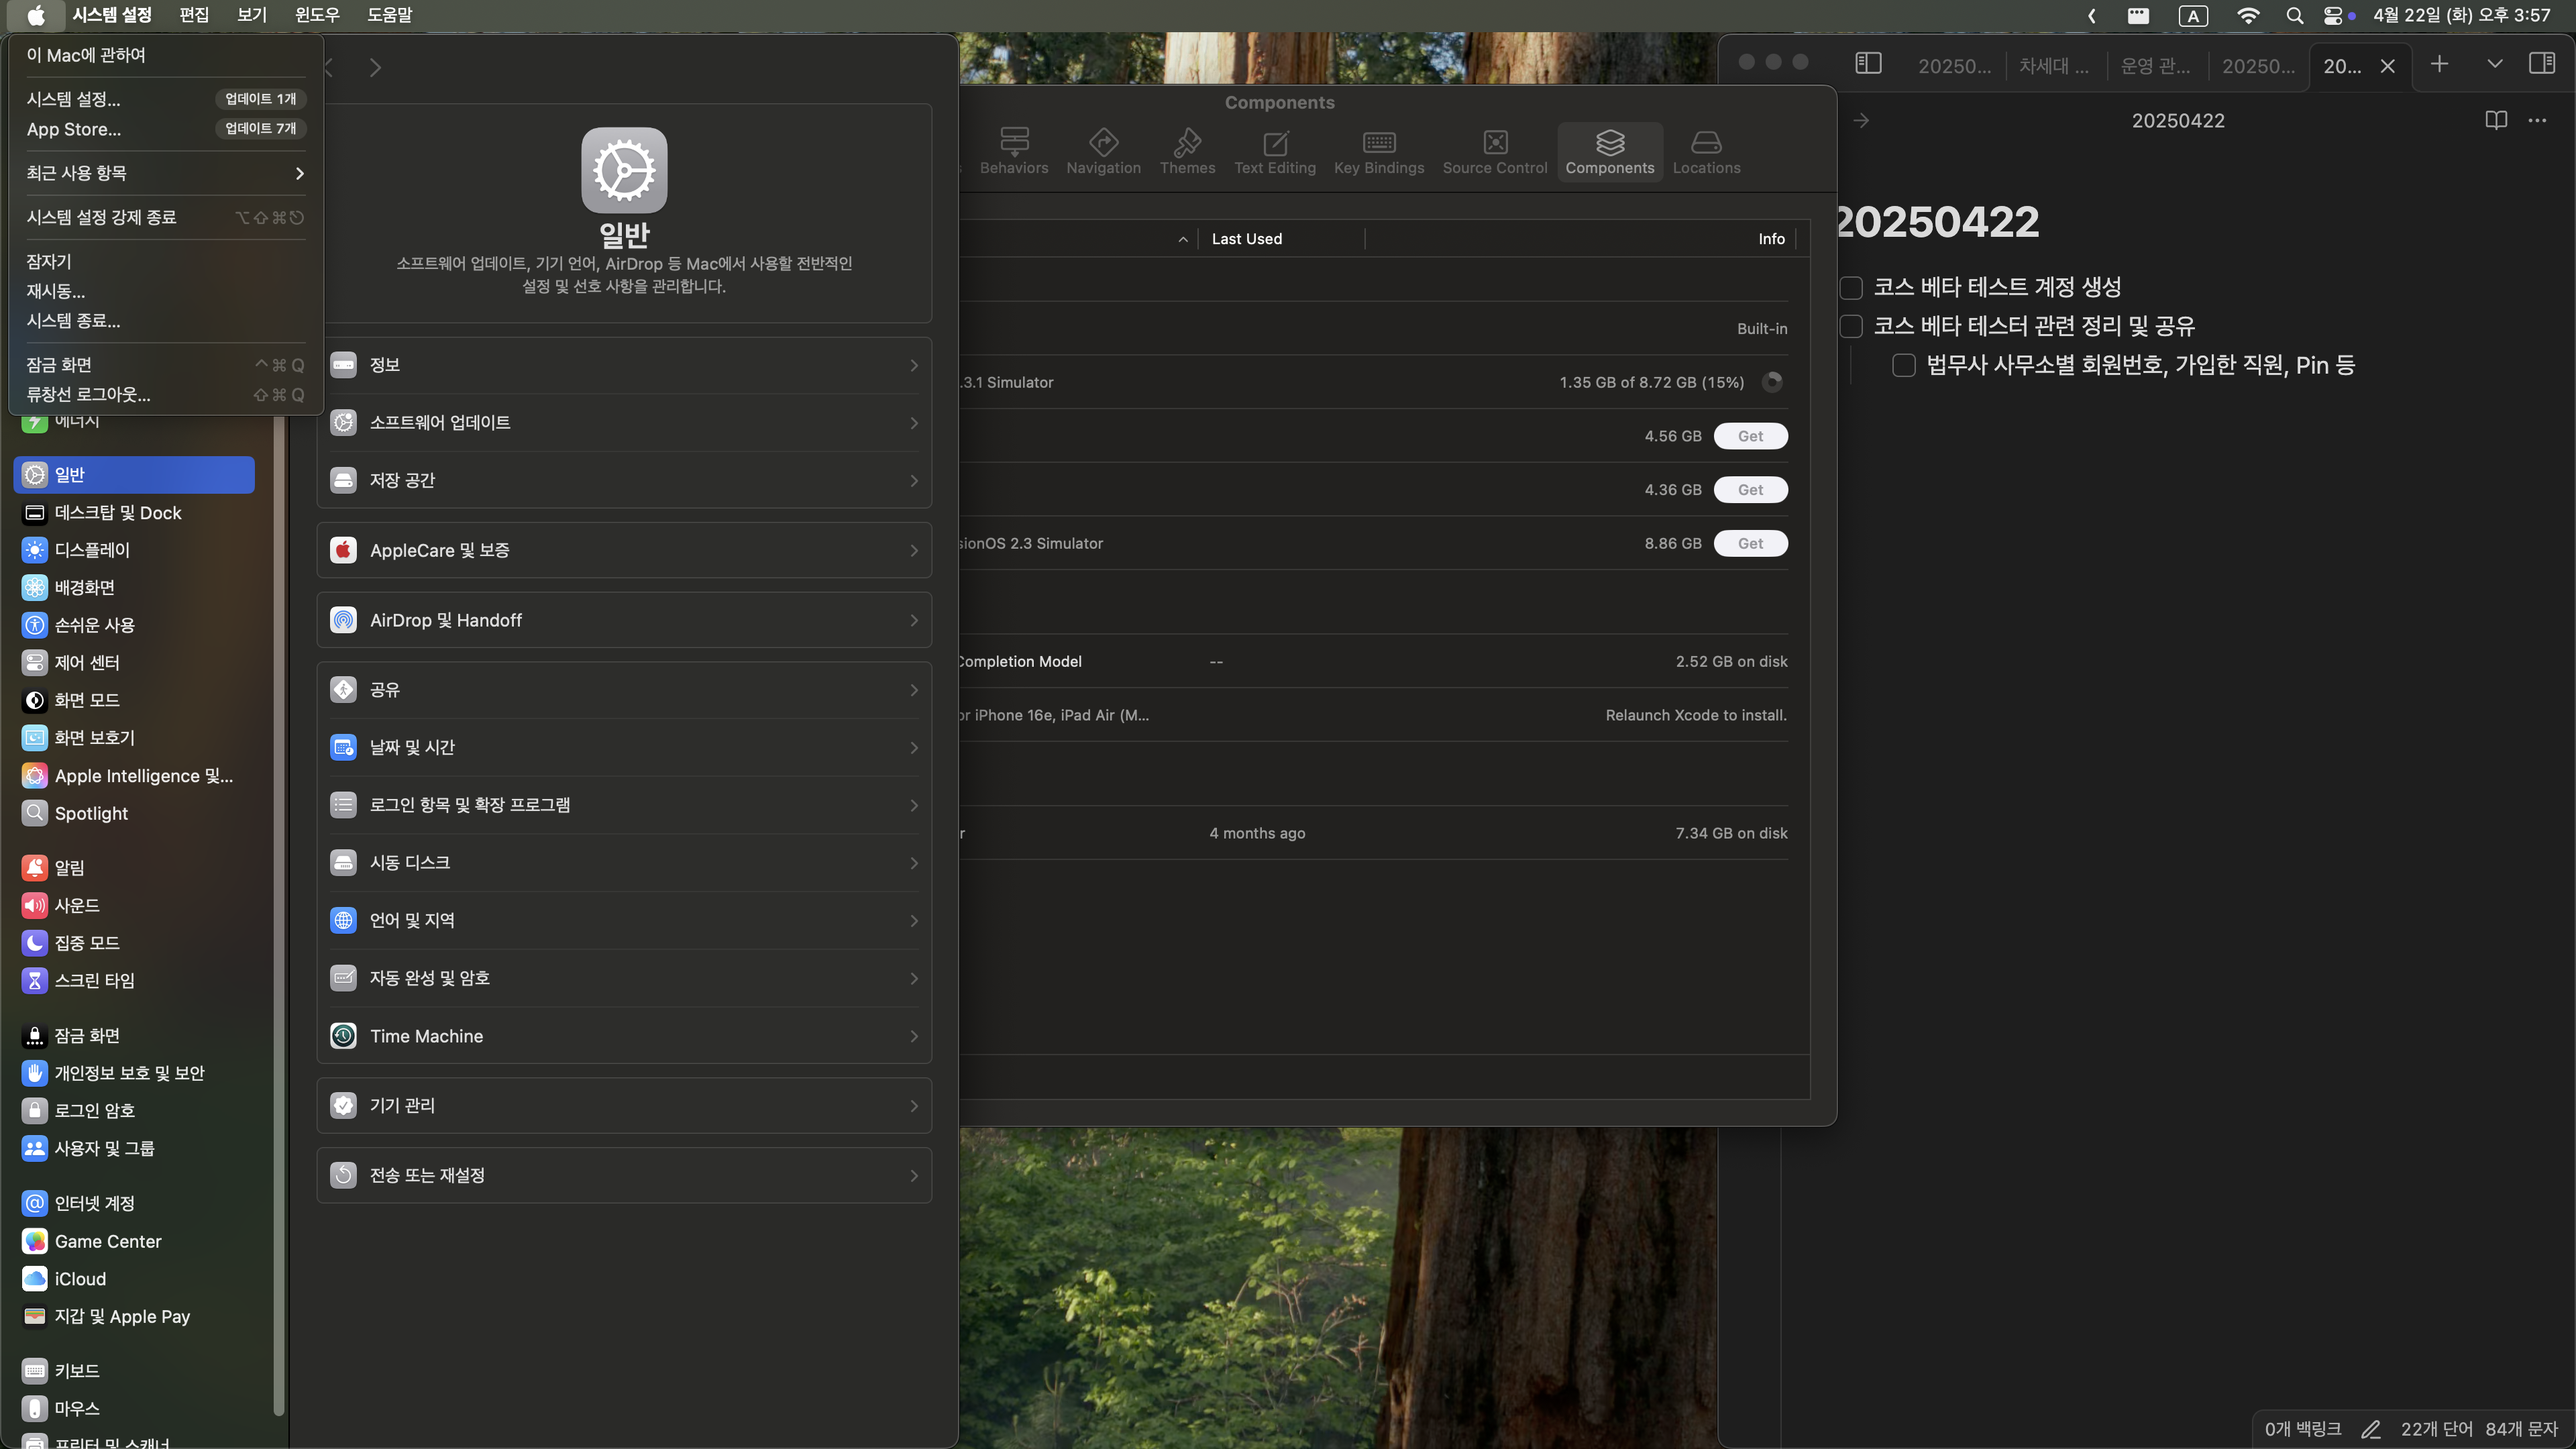 시스템 설정 편집 보기 윈도우 도움말
A 4월 22일 (화) 오후 3:57
이 Mac에 관하여
시스템 설정... 업데이트 1개
App Store... 업데이트 7개
최근 사용 항목
시스템 설정 강제 종료 ⌥⇧⌘⎋
잠자기
재시동...
시스템 종료...
잠금 화면 ^⌘Q
류창선 로그아웃... ⇧⌘Q
에너지
일반
데스크탑 및 Dock
디스플레이
배경화면
손쉬운 사용
제어 센터
화면 모드
화면 보호기
Apple Intelligence 및...
Spotlight
알림
사운드
집중 모드
스크린 타임
잠금 화면
개인정보 보호 및 보안
로그인 암호
사용자 및 그룹
인터넷 계정
Game Center
iCloud
지갑 및 Apple Pay
키보드
마우스
프린터 및 스캐너
일반
소프트웨어 업데이트, 기기 언어, AirDrop 등 Mac에서 사용할 전반적인
설정 및 선호 사항을 관리합니다.
정보
소프트웨어 업데이트
저장 공간
AppleCare 및 보증
AirDrop 및 Handoff
공유
날짜 및 시간
로그인 항목 및 확장 프로그램
시동 디스크
언어 및 지역
자동 완성 및 암호
Time Machine
기기 관리
전송 또는 재설정
Components
s Behaviors Navigation Themes Text Editing Key Bindings Source Control Components Locations
Last Used Info
Built-in
.3.1 Simulator 1.35 GB of 8.72 GB (15%)
4.56 GB Get
4.36 GB Get
sionOS 2.3 Simulator 8.86 GB Get
Completion Model -- 2.52 GB on disk
or iPhone 16e, iPad Air (M... Relaunch Xcode to install.
r 4 months ago 7.34 GB on disk
20250... 차세대 ... 운영 관... 20250... 20...
20250422
20250422
코스 베타 테스트 계정 생성
코스 베타 테스터 관련 정리 및 공유
법무사 사무소별 회원번호, 가입한 직원, Pin 등
0개 백링크 22개 단어 84개 문자